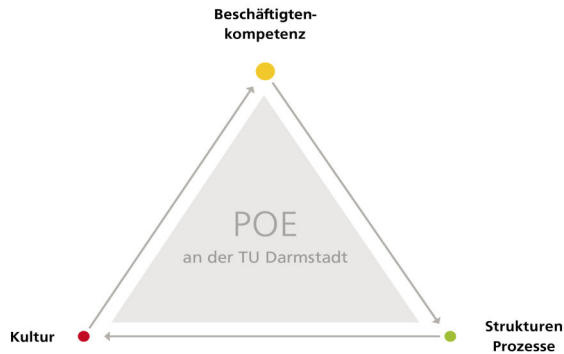 Beschäftigten-
kompetenz
POE
an der TU Darmstadt
Kultur
Strukturen
Prozesse